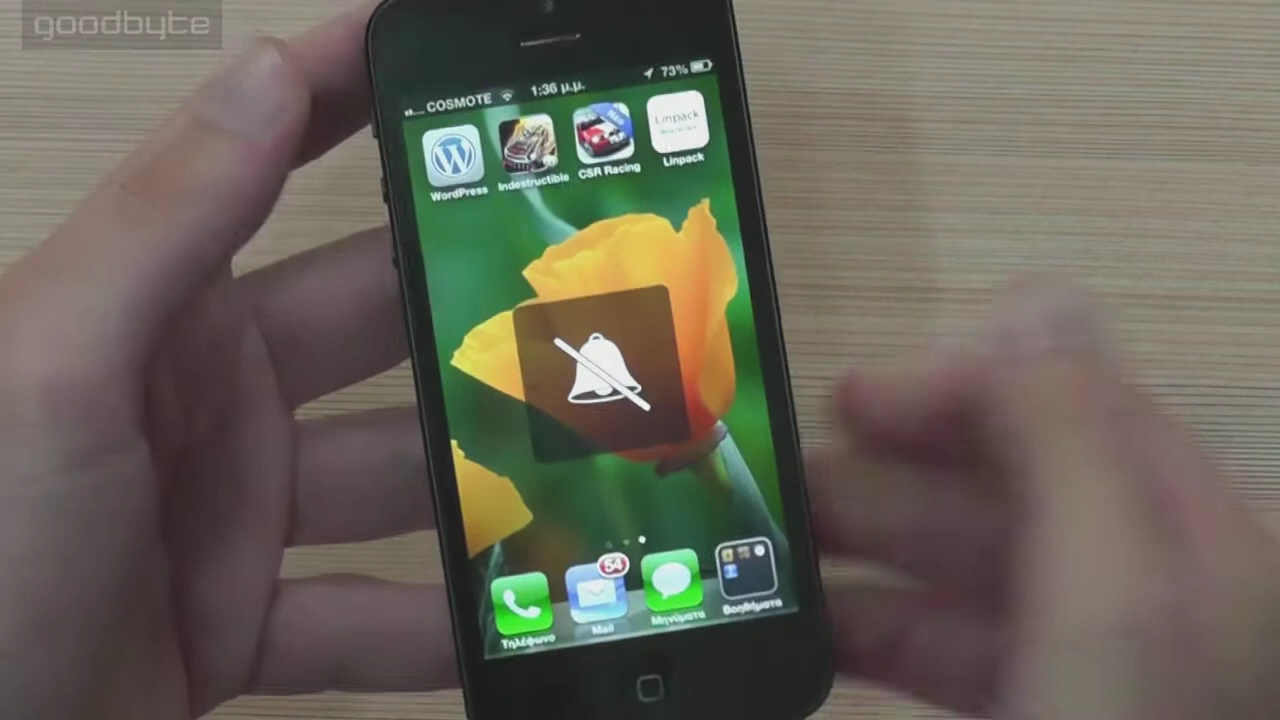 goodbyte
COSMOTE 1:36 μ.μ. 73%
WordPress Indestructible CSR Racing Linpack
Linpack
54
Τηλέφωνο Mail Μηνύματα Βοηθήματα